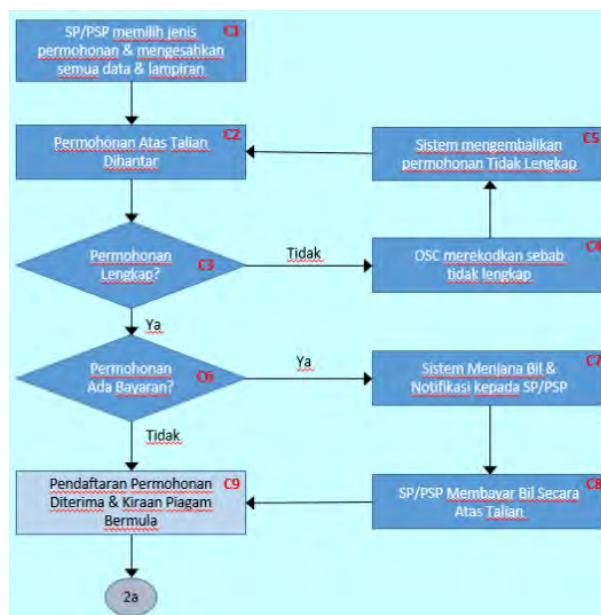 SP/PSP memilih jenis C1
permohonan & mengesahkan
semua data & lampiran
Permohonan Atas Talian C2
Dihantar
Sistem mengembalikan C5
permohonan Tidak Lengkap
Permohonan
Lengkap? C3
Tidak
OSC merekodkan sebab C4
tidak lengkap
Ya
Permohonan
Ada Bayaran? C6
Ya
Sistem Menjana Bil & C7
Notifikasi kepada SP/PSP
Tidak
Pendaftaran Permohonan C9
Diterima & Kiraan Piagam
Bermula
SP/PSP Membayar Bil Secara C8
Atas Talian
2a